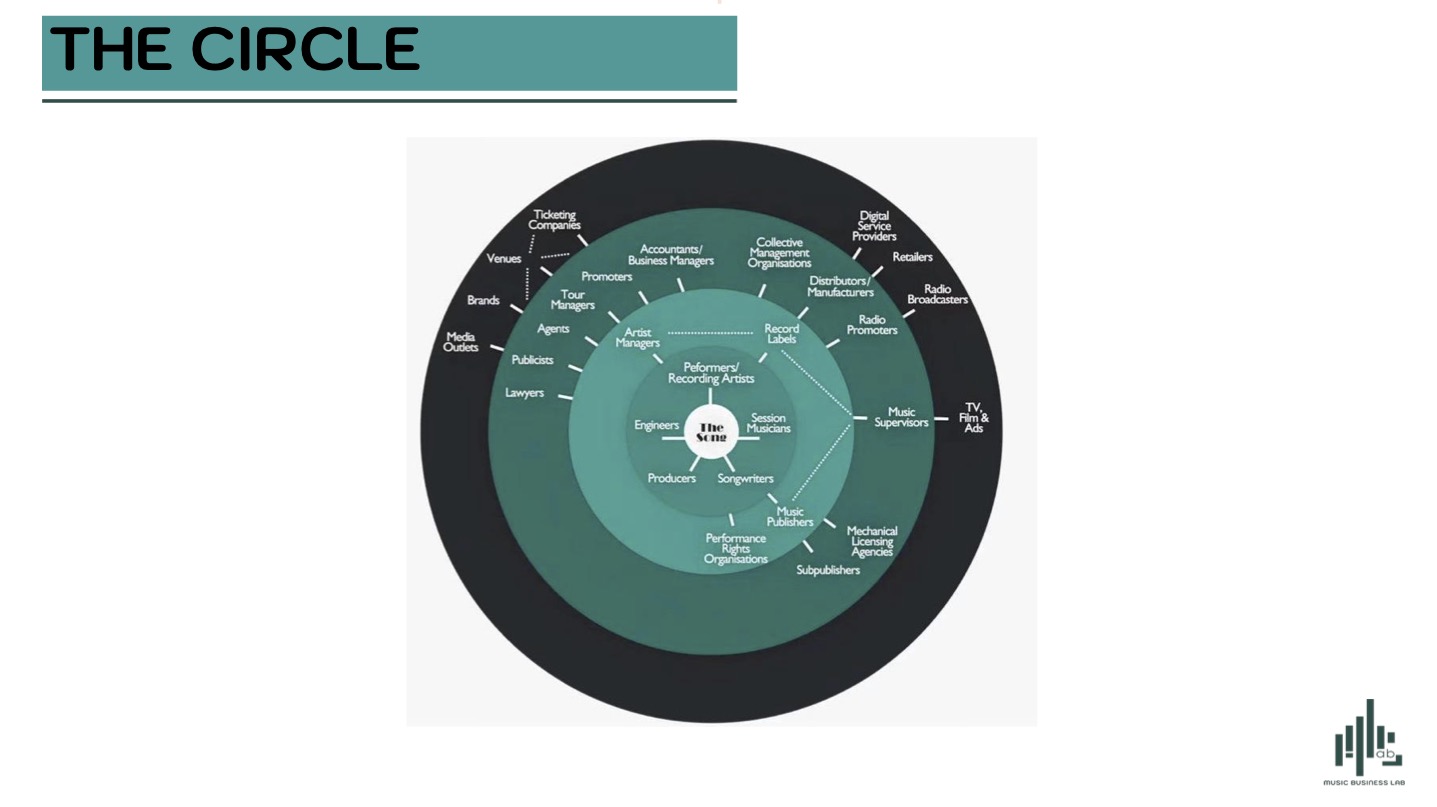 THE CIRCLE
Ticketing
Companies
Venues
Brands
Media
Outlets
Accountants/
Business Managers
Promoters
Tour
Managers
Agents
Publicists
Lawyers
Collective
Management
Organisations
Distributors/
Manufacturers
Radio
Promoters
Digital
Service
Providers
Retailers
Radio
Broadcasters
Artist
Managers
Record
Labels
Peformers/
Recording Artists
Engineers
The
Song
Session
Musicians
Producers
Songwriters
Music
Supervisors
TV,
Film &
Ads
Music
Publishers
Performance
Rights
Organisations
Mechanical
Licensing
Agencies
Subpublishers
ab
MUSIC BUSINESS LAB